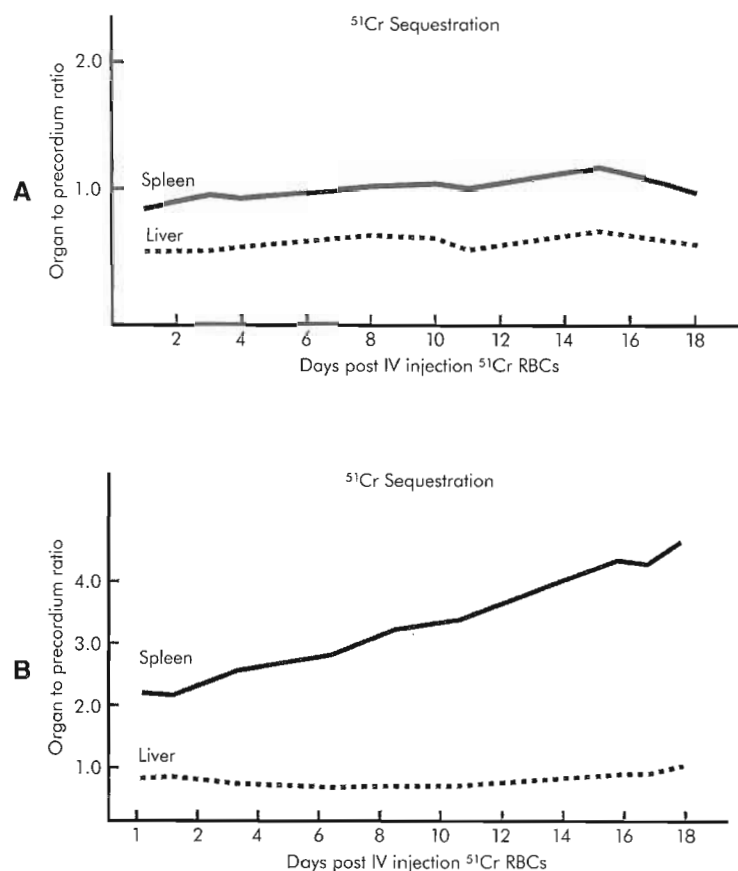 ⁵¹Cr Sequestration
Organ to precordium ratio
2.0
1.0
A
Spleen
Liver
2 4 6 8 10 12 14 16 18
Days post IV injection ⁵¹Cr RBCs
⁵¹Cr Sequestration
Organ to precordium ratio
4.0
3.0
2.0
1.0
B
Spleen
Liver
1 2 4 6 8 10 12 14 16 18
Days post IV injection ⁵¹Cr RBCs